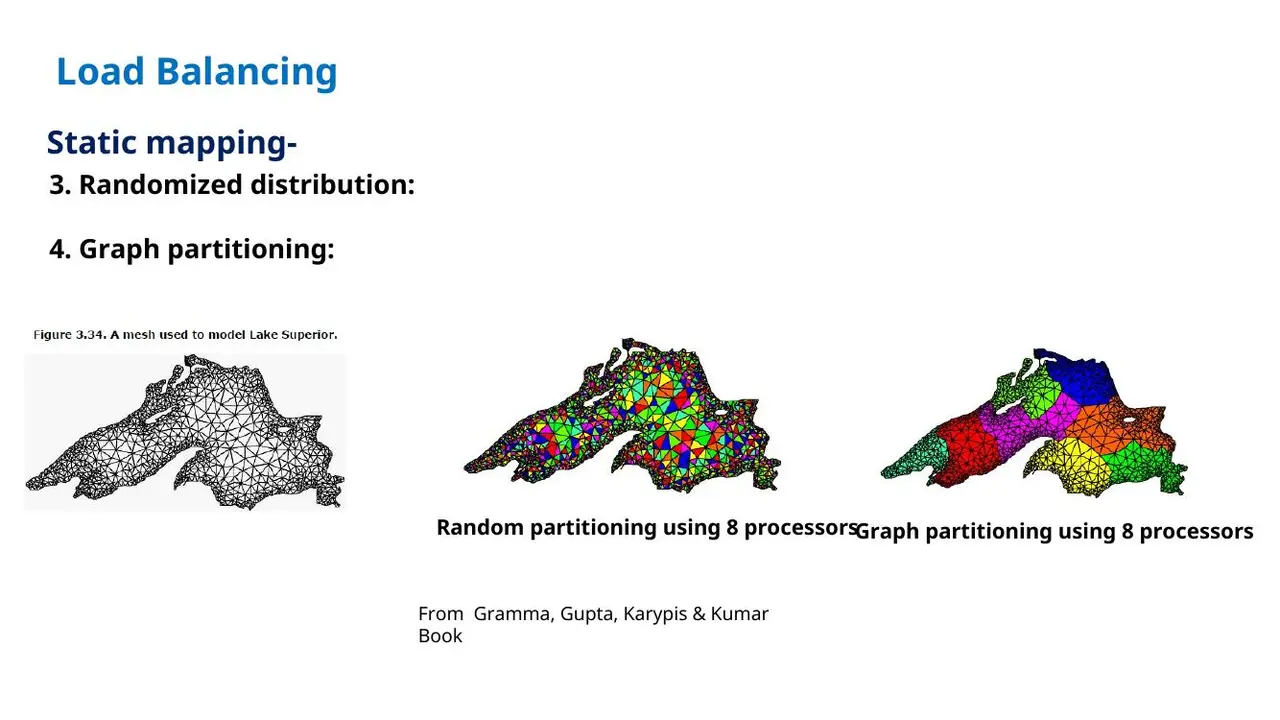 Load Balancing
Static mapping-
3. Randomized distribution:
4. Graph partitioning:
Figure 3.34. A mesh used to model Lake Superior.
Random partitioning using 8 processors
Graph partitioning using 8 processors
From  Gramma, Gupta, Karypis & Kumar
Book